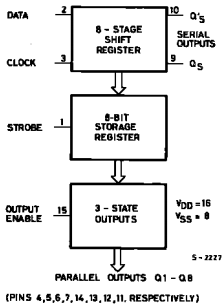 DATA 2
8 - STAGE
SHIFT
REGISTER
10 Q'S
SERIAL
OUTPUTS
CLOCK 3
9 QS
STROBE 1
8-BIT
STORAGE
REGISTER
OUTPUT
ENABLE 15
3 - STATE
OUTPUTS
VDD = 16
VSS = 8
S-2227
PARALLEL OUTPUTS Q1 - Q8
(PINS 4,5,6,7,14,13,12,11, RESPECTIVELY)